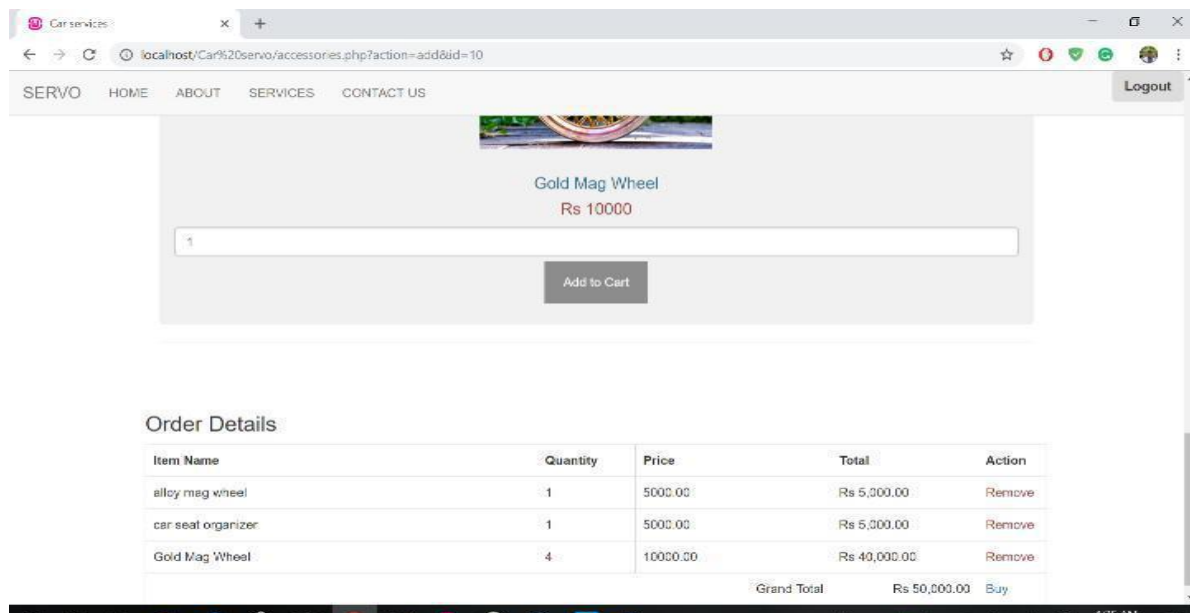 Car services
localhost/Car%20servo/accessories.php?action=add&id=10
SERVO HOME ABOUT SERVICES CONTACT US Logout
Gold Mag Wheel
Rs 10000
1
Add to Cart
Order Details
Item Name Quantity Price Total Action
alloy mag wheel 1 5000.00 Rs 5,000.00 Remove
car seat organizer 1 5000.00 Rs 5,000.00 Remove
Gold Mag Wheel 4 10000.00 Rs 40,000.00 Remove
Grand Total Rs 50,000.00 Buy